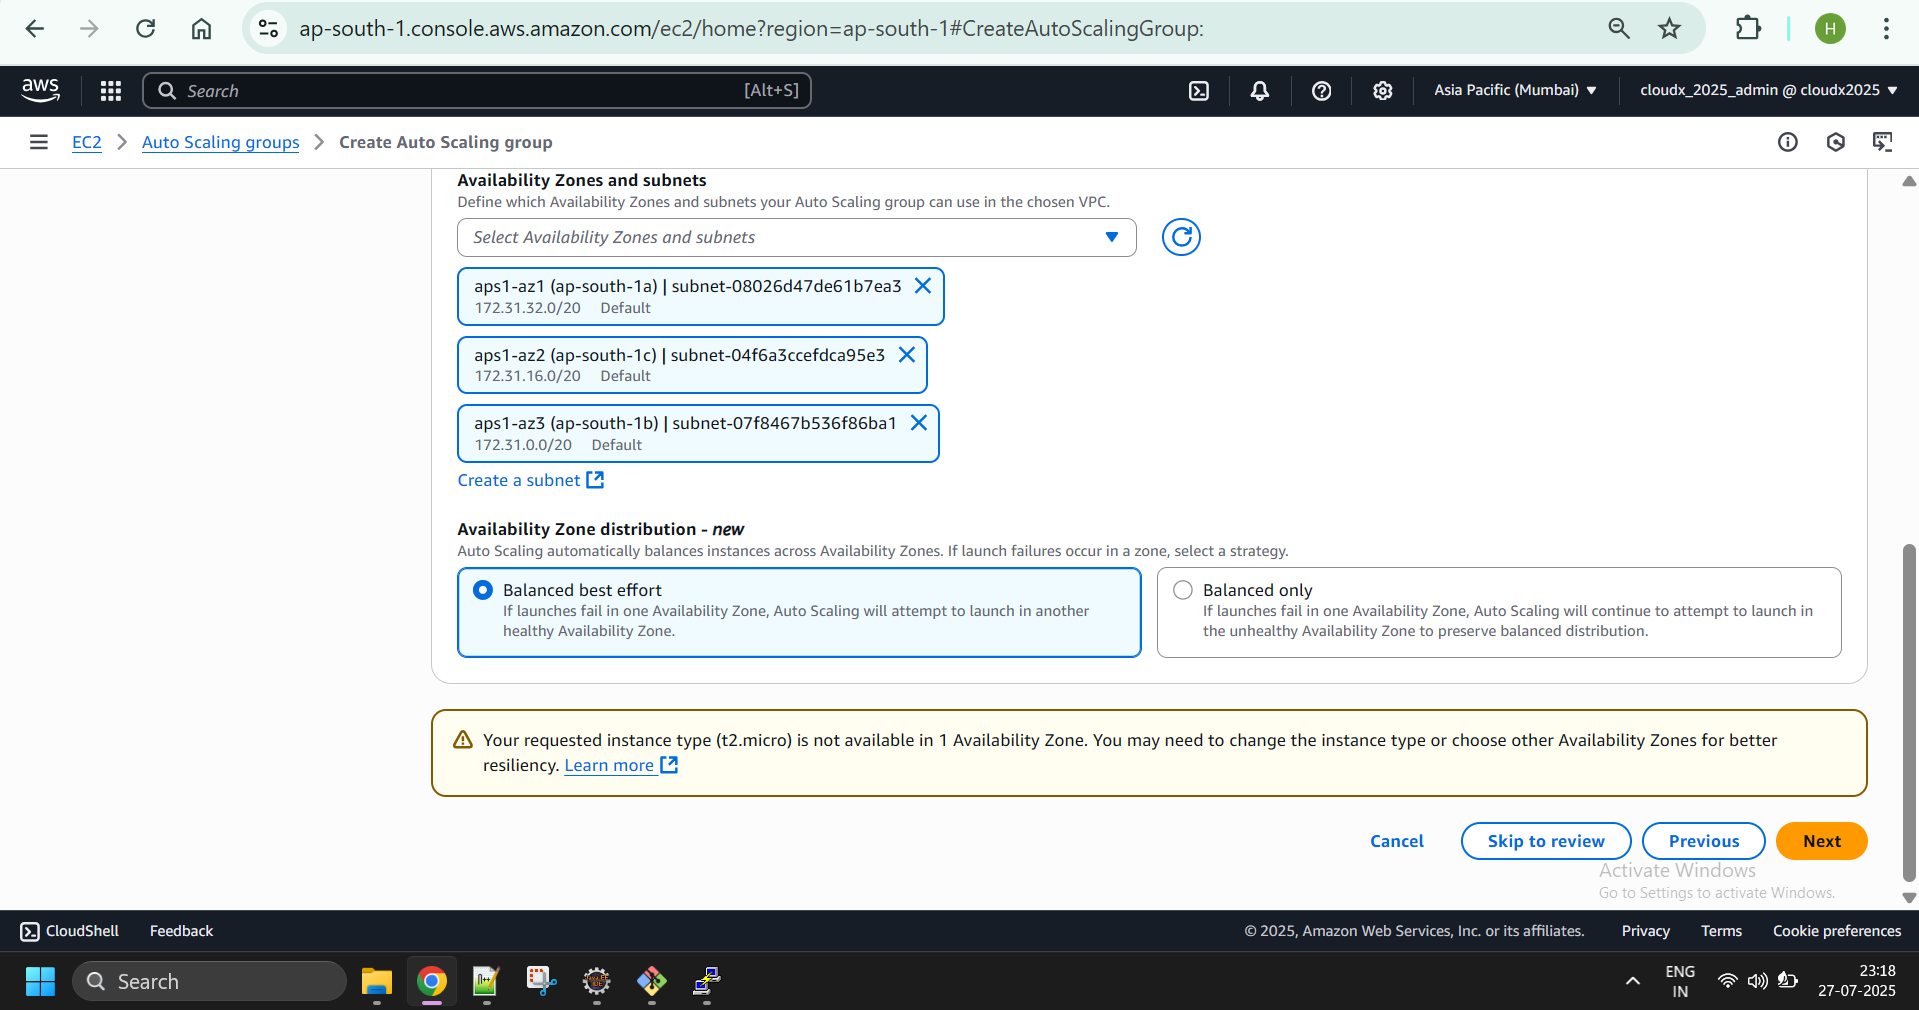 ap-south-1.console.aws.amazon.com/ec2/home?region=ap-south-1#CreateAutoScalingGroup:
H
aws
Search
[Alt+S]
Asia Pacific (Mumbai)
cloudx_2025_admin @ cloudx2025
EC2
Auto Scaling groups
Create Auto Scaling group
Availability Zones and subnets
Define which Availability Zones and subnets your Auto Scaling group can use in the chosen VPC.
Select Availability Zones and subnets
aps1-az1 (ap-south-1a) | subnet-08026d47de61b7ea3
172.31.32.0/20 Default
aps1-az2 (ap-south-1c) | subnet-04f6a3ccefdca95e3
172.31.16.0/20 Default
aps1-az3 (ap-south-1b) | subnet-07f8467b536f86ba1
172.31.0.0/20 Default
Create a subnet
Availability Zone distribution - new
Auto Scaling automatically balances instances across Availability Zones. If launch failures occur in a zone, select a strategy.
Balanced best effort
If launches fail in one Availability Zone, Auto Scaling will attempt to launch in another
healthy Availability Zone.
Balanced only
If launches fail in one Availability Zone, Auto Scaling will continue to attempt to launch in
the unhealthy Availability Zone to preserve balanced distribution.
Your requested instance type (t2.micro) is not available in 1 Availability Zone. You may need to change the instance type or choose other Availability Zones for better
resiliency. Learn more
Cancel
Skip to review
Previous
Next
Activate Windows
Go to Settings to activate Windows.
CloudShell
Feedback
© 2025, Amazon Web Services, Inc. or its affiliates.
Privacy
Terms
Cookie preferences
Search
ENG
IN
23:18
27-07-2025